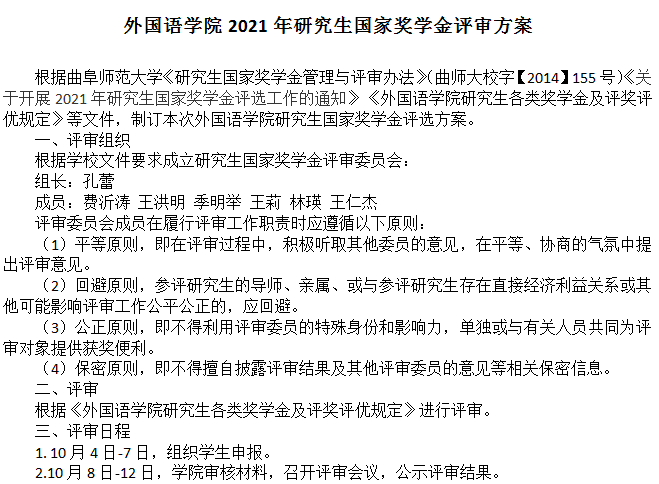 外国语学院 2021 年研究生国家奖学金评审方案
根据曲阜师范大学《研究生国家奖学金管理与评审办法》（曲师大校字【2014】155 号）《关
于开展 2021 年研究生国家奖学金评选工作的通知》《外国语学院研究生各类奖学金及评奖评
优规定》等文件，制订本次外国语学院研究生国家奖学金评选方案。
一、评审组织
根据学校文件要求成立研究生国家奖学金评审委员会：
组长：孔蕾
成员：费沂涛 王洪明 季明举 王莉 林瑛 王仁杰
评审委员会成员在履行评审工作职责时应遵循以下原则：
（1）平等原则，即在评审过程中，积极听取其他委员的意见，在平等、协商的气氛中提
出评审意见。
（2）回避原则，参评研究生的导师、亲属、或与参评研究生存在直接经济利益关系或其
他可能影响评审工作公平公正的，应回避。
（3）公正原则，即不得利用评审委员的特殊身份和影响力，单独或与有关人员共同为评
审对象提供获奖便利。
（4）保密原则，即不得擅自披露评审结果及其他评审委员的意见等相关保密信息。
二、评审
根据《外国语学院研究生各类奖学金及评奖评优规定》进行评审。
三、评审日程
1. 10 月 4 日-7 日，组织学生申报。
2.10 月 8 日-12 日，学院审核材料，召开评审会议，公示评审结果。